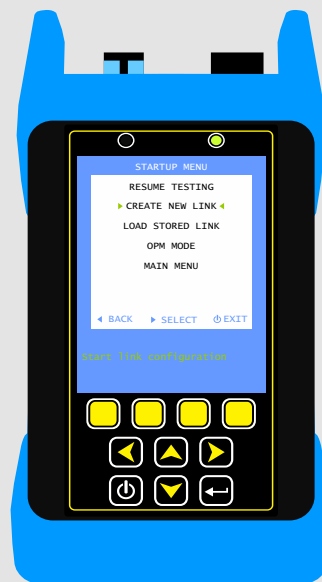 STARTUP MENU
RESUME TESTING
CREATE NEW LINK
LOAD STORED LINK
OPM MODE
MAIN MENU
BACK SELECT EXIT
Start link configuration